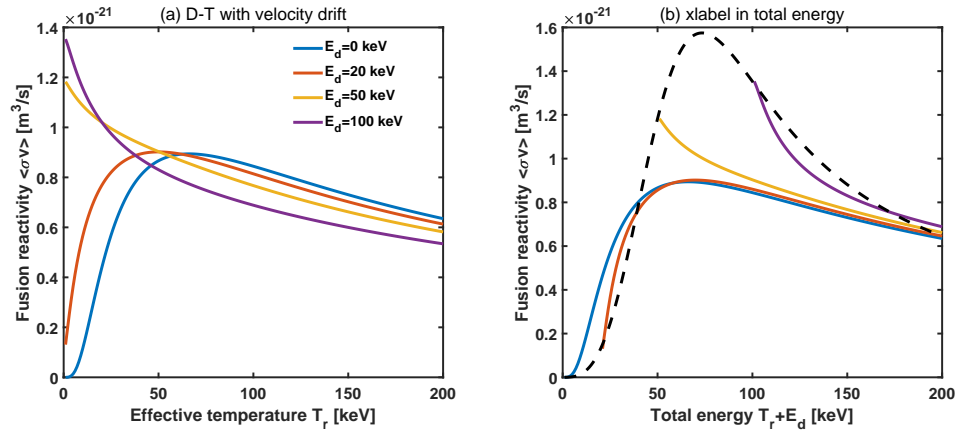 (a) D-T with velocity drift
×10⁻²¹
1.4
1.2
1
0.8
0.6
0.4
0.2
0
Fusion reactivity <σv> [m³/s]
E_d=0 keV
E_d=20 keV
E_d=50 keV
E_d=100 keV
0 50 100 150 200
Effective temperature T_r [keV]
(b) xlabel in total energy
×10⁻²¹
1.6
1.4
1.2
1
0.8
0.6
0.4
0.2
0
Fusion reactivity <σv> [m³/s]
0 50 100 150 200
Total energy T_r+E_d [keV]